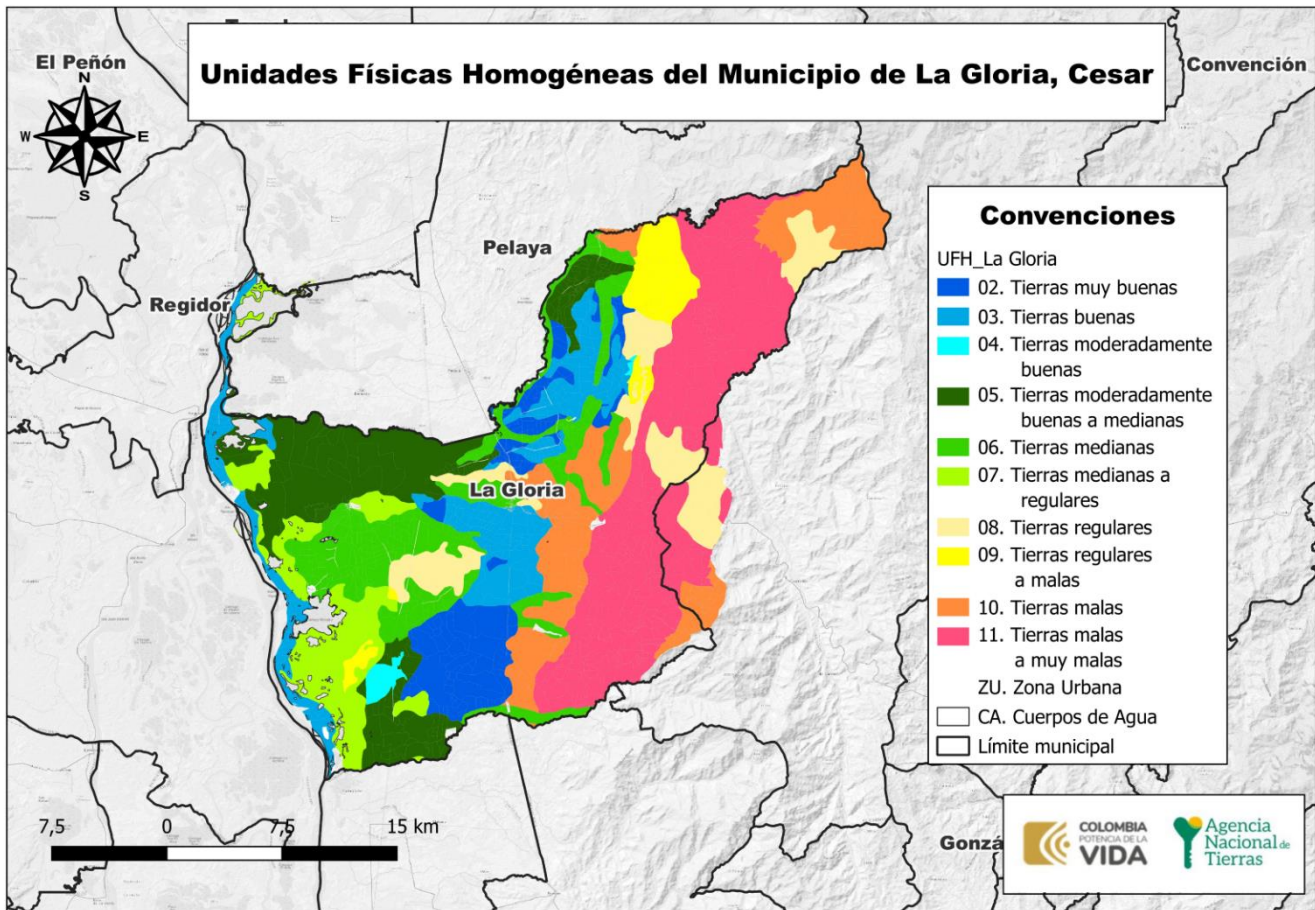 Unidades Físicas Homogéneas del Municipio de La Gloria, Cesar
El Peñón
N
W
E
S
Convención
Pelaya
Regidor
La Gloria
Convenciones
UFH_La Gloria
02. Tierras muy buenas
03. Tierras buenas
04. Tierras moderadamente
buenas
05. Tierras moderadamente
buenas a medianas
06. Tierras medianas
07. Tierras medianas a
regulares
08. Tierras regulares
09. Tierras regulares
a malas
10. Tierras malas
11. Tierras malas
a muy malas
ZU. Zona Urbana
CA. Cuerpos de Agua
Límite municipal
7,5 0 7,5 15 km
Gonzá
COLOMBIA
POTENCIA DE LA
VIDA
Agencia
Nacional de
Tierras